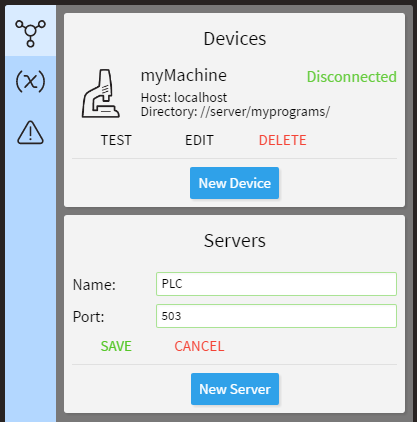 Devices
(x)
myMachine
Disconnected
Host: localhost
Directory: //server/myprograms/
TEST EDIT DELETE
New Device
Servers
Name: PLC
Port: 503
SAVE CANCEL
New Server